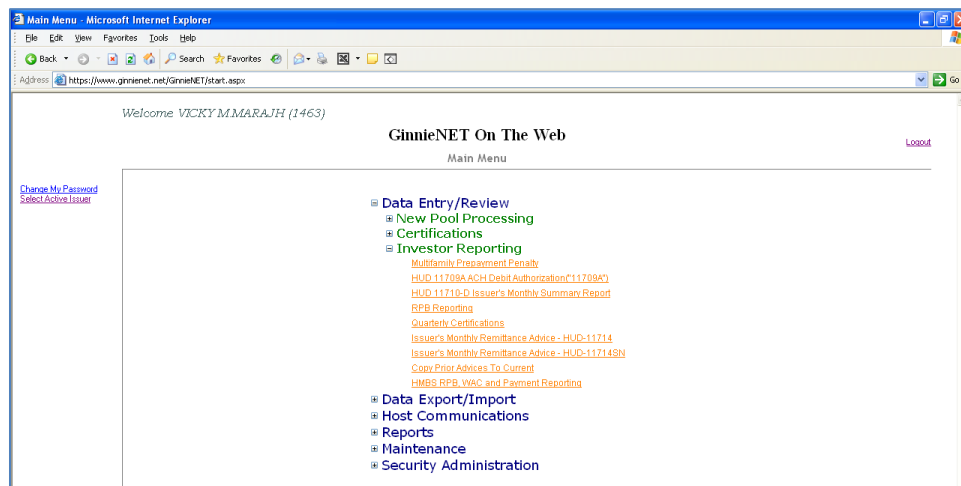 Main Menu - Microsoft Internet Explorer
File Edit View Favorites Tools Help
Back Search Favorites
Address https://www.ginnienet.net/GinnieNET/start.aspx Go
Welcome VICKY M.MARAJH (1463)
GinnieNET On The Web
Logout
Main Menu
Change My Password
Select Active Issuer
Data Entry/Review
New Pool Processing
Certifications
Investor Reporting
Multifamily Prepayment Penalty
HUD 11709A ACH Debit Authorization("11709A")
HUD 11710-D Issuer's Monthly Summary Report
RPB Reporting
Quarterly Certifications
Issuer's Monthly Remittance Advice - HUD-11714
Issuer's Monthly Remittance Advice - HUD-11714SN
Copy Prior Advices To Current
HMBS RPB, WAC and Payment Reporting
Data Export/Import
Host Communications
Reports
Maintenance
Security Administration